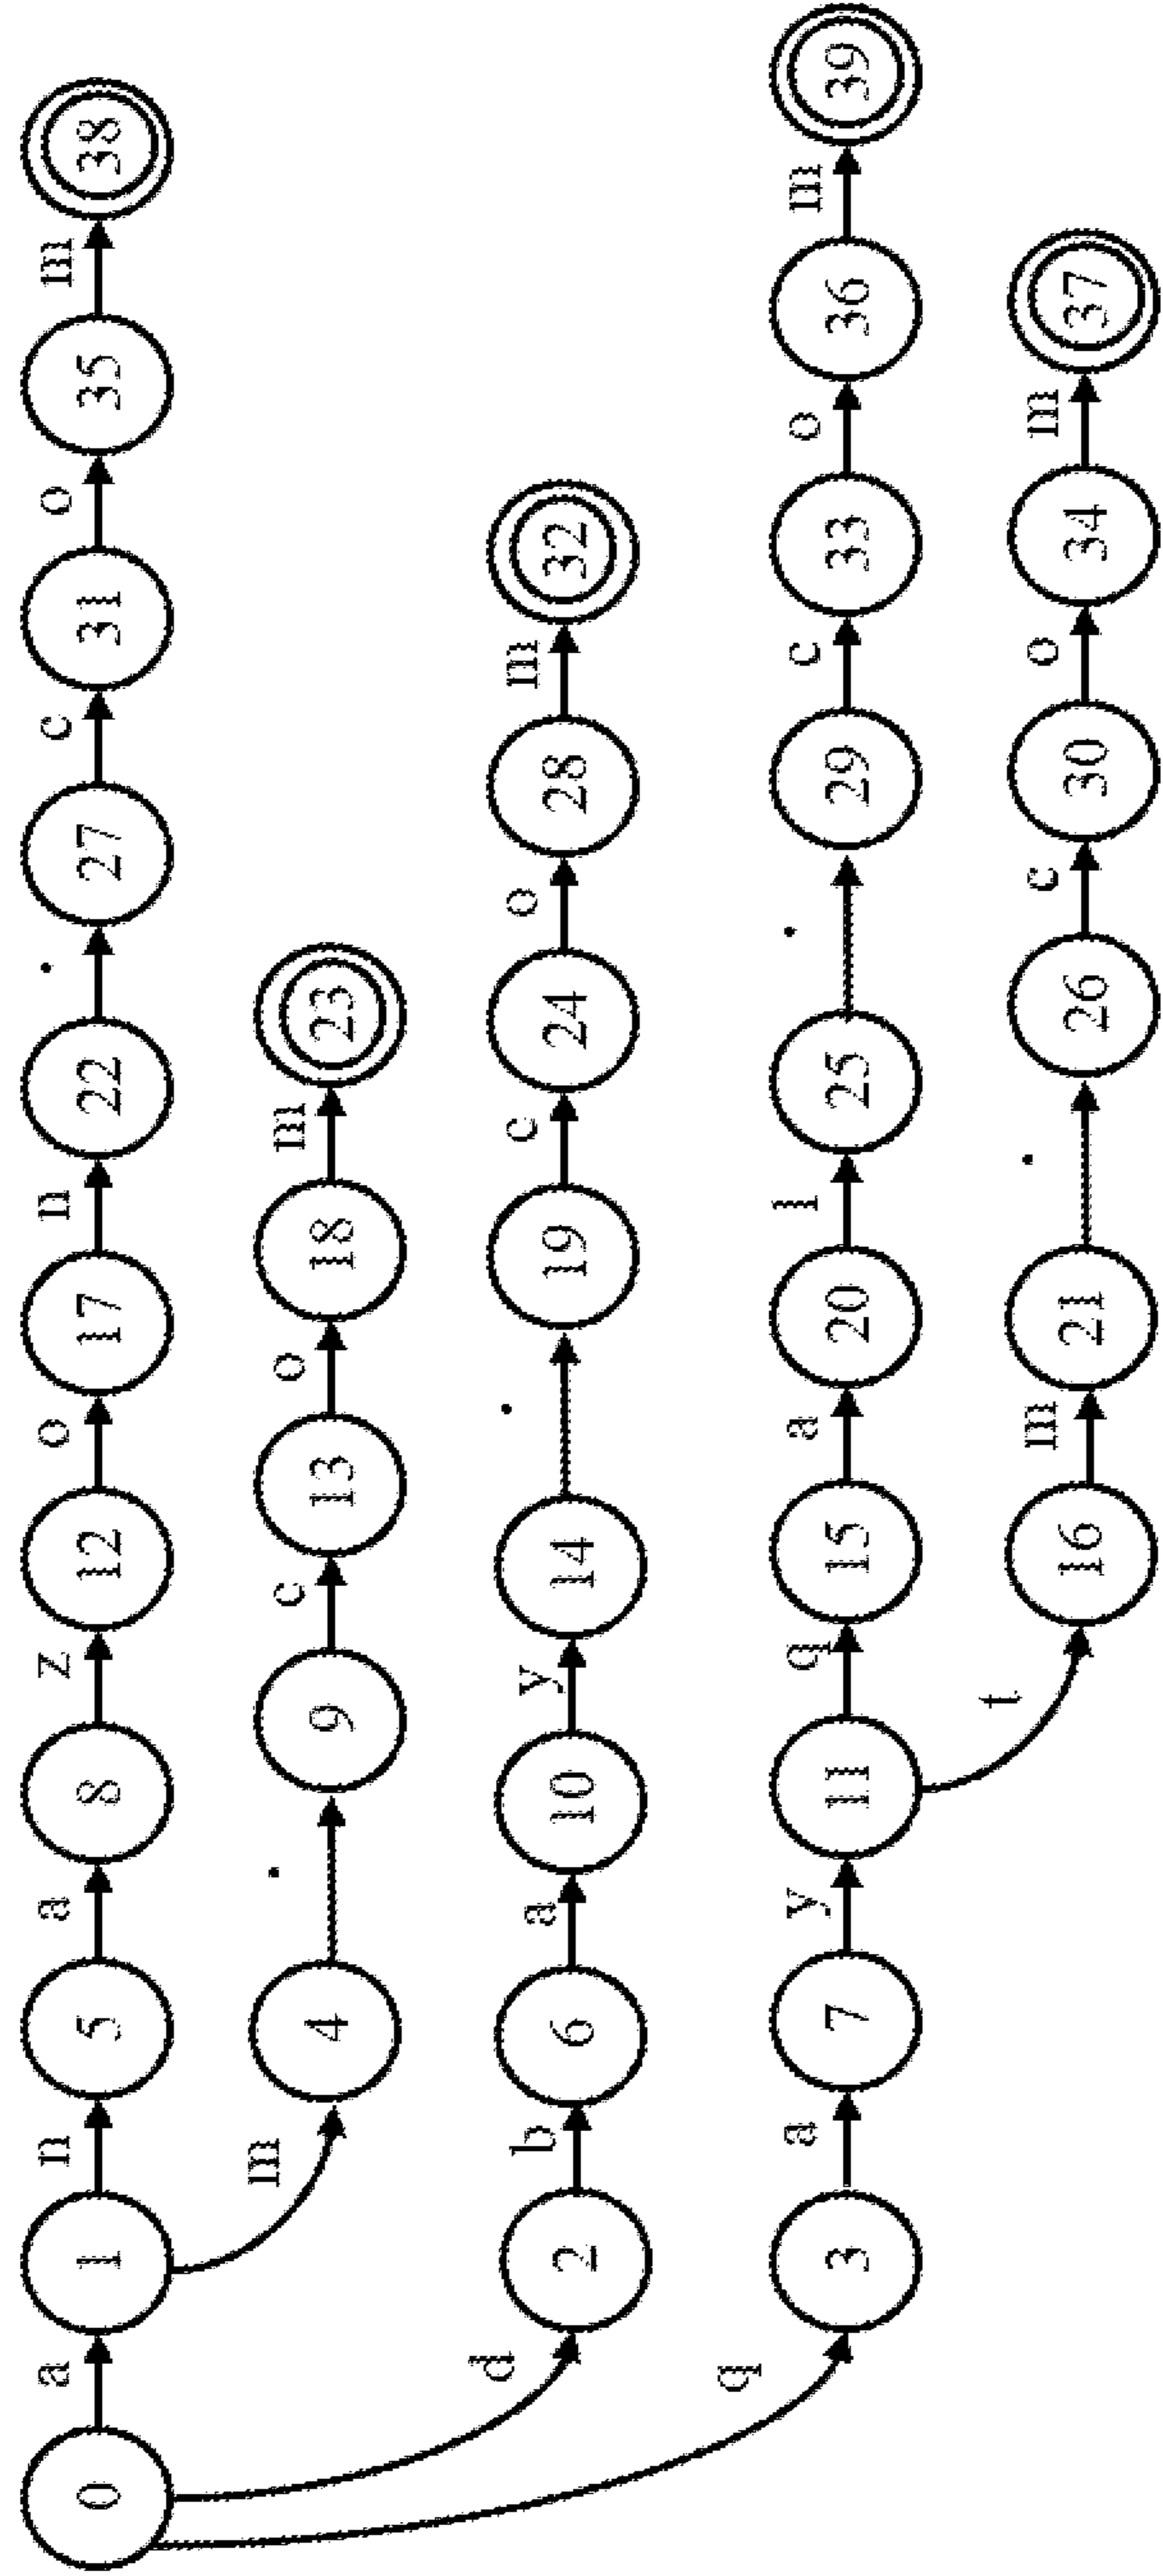 0 a 1 n 5 a 8 z 12 o 17 n 22 . 27 c 31 o 35 m 38
m 4 . 9 c 13 o 18 m 23
d 2 b 6 a 10 y 14 . 19 c 24 o 28 m 32
q 3 a 7 y 11 q 15 a 20 l 25 . 29 c 33 o 36 m 39
t 16 m 21 . 26 c 30 o 34 m 37